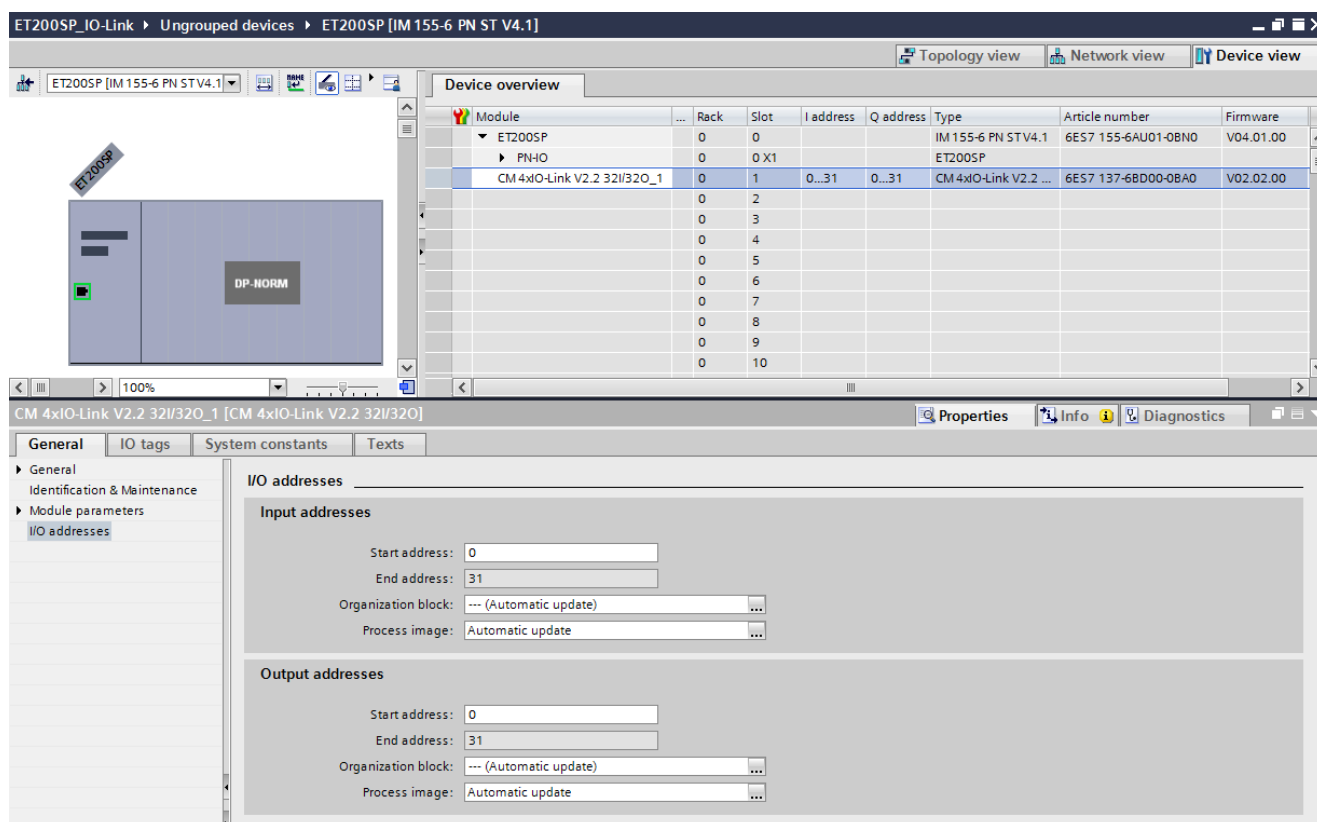 ET200SP_IO-Link ▸ Ungrouped devices ▸ ET200SP [IM 155-6 PN ST V4.1]
Topology view Network view Device view
ET200SP [IM 155-6 PN ST V4.1 Device overview
Module ... Rack Slot I address Q address Type Article number Firmware
ET200SP 0 0 IM 155-6 PN ST V4.1 6ES7 155-6AU01-0BN0 V04.01.00
PN-IO 0 0 X1 ET200SP
CM 4xIO-Link V2.2 32I/32O_1 0 1 0...31 0...31 CM 4xIO-Link V2.2 ... 6ES7 137-6BD00-0BA0 V02.02.00
0 2
0 3
0 4
0 5
0 6
0 7
0 8
0 9
0 10
ET200SP
DP-NORM
100%
CM 4xIO-Link V2.2 32I/32O_1 [CM 4xIO-Link V2.2 32I/32O]
Properties Info Diagnostics
General IO tags System constants Texts
General
Identification & Maintenance
Module parameters
I/O addresses
I/O addresses
Input addresses
Start address: 0
End address: 31
Organization block: --- (Automatic update) ...
Process image: Automatic update ...
Output addresses
Start address: 0
End address: 31
Organization block: --- (Automatic update) ...
Process image: Automatic update ...